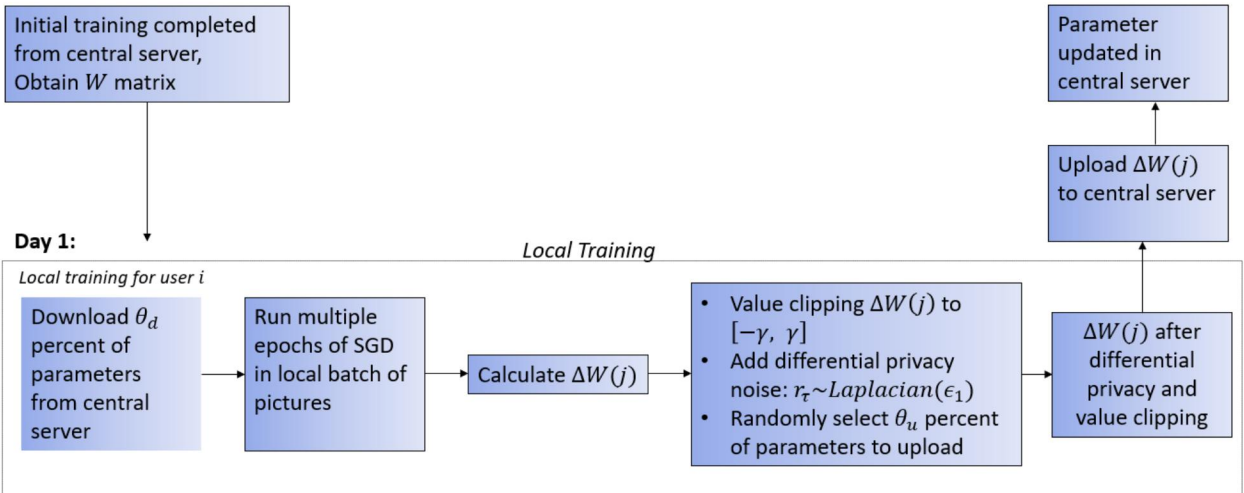 Initial training completed
from central server,
Obtain W matrix
Parameter
updated in
central server
Upload ΔW(j)
to central server
Day 1:
Local Training
Local training for user i
Download θ_d
percent of
parameters
from central
server
Run multiple
epochs of SGD
in local batch of
pictures
Calculate ΔW(j)
• Value clipping ΔW(j) to
[−γ, γ]
• Add differential privacy
noise: r_τ~Laplacian(ϵ_1)
• Randomly select θ_u percent
of parameters to upload
ΔW(j) after
differential
privacy and
value clipping